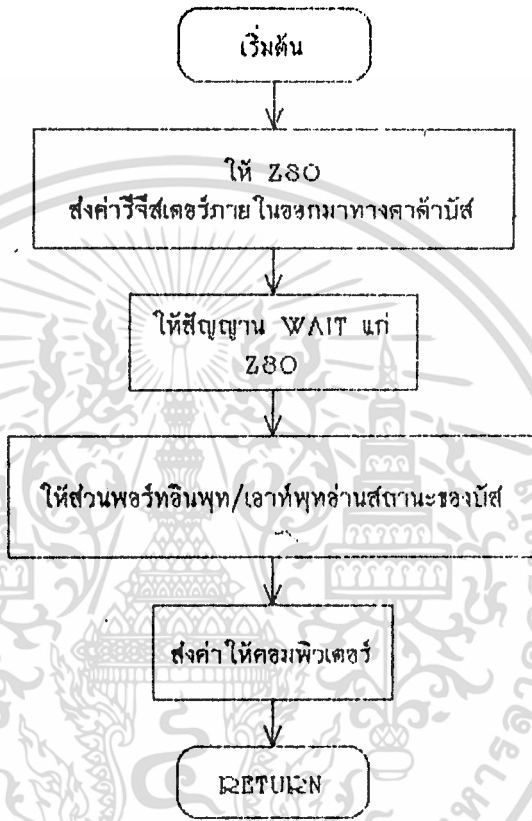 เริ่มต้น
ให้ Z80
ส่งค่ารีจีสเตอร์ภายในออกมาทางดาต้าบัส
ให้สัญญาน WAIT แก่
Z80
ให้ส่วนพอร์ทอินพุท/เอาท์พุทอ่านสถานะของบัส
ส่งค่าให้คอมพิวเตอร์
RETURN